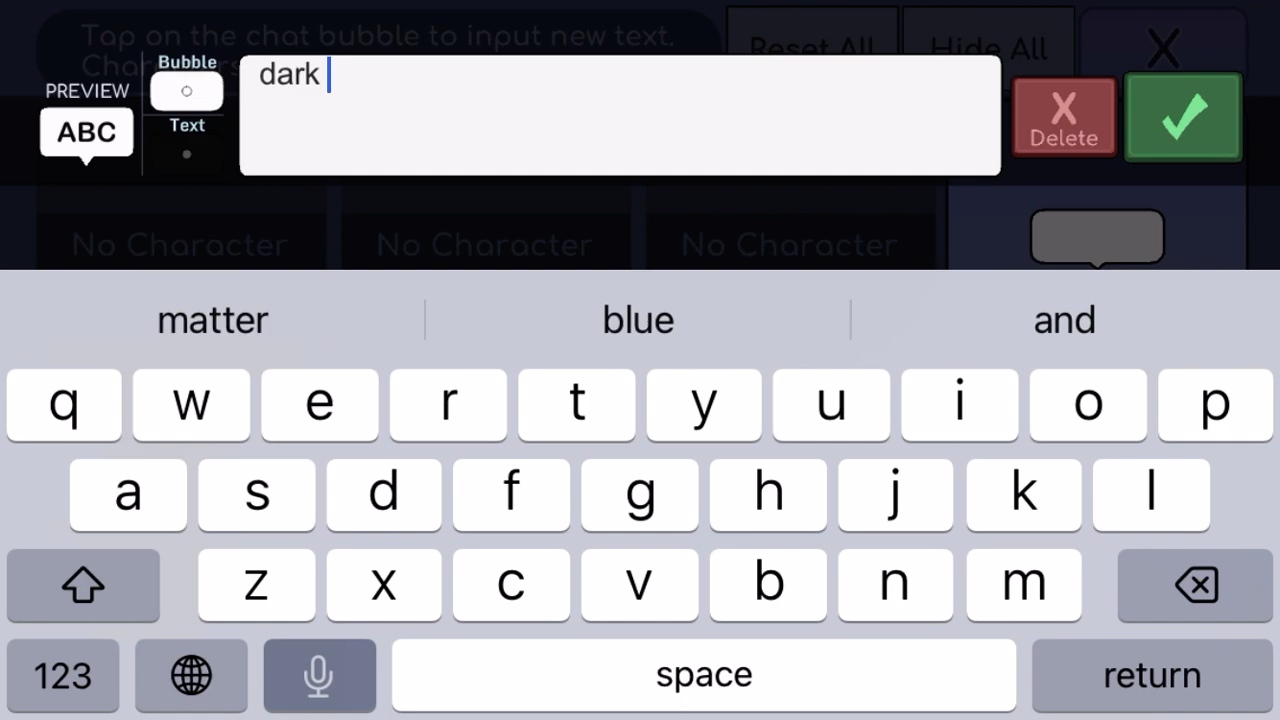 Tap on the chat bubble to input new text.
Reset All
Hide All
X
Bubble
PREVIEW
ABC
Text
dark
X
Delete
No Character
No Character
No Character
matter
blue
and
q w e r t y u i o p
a s d f g h j k l
z x c v b n m
123
space
return